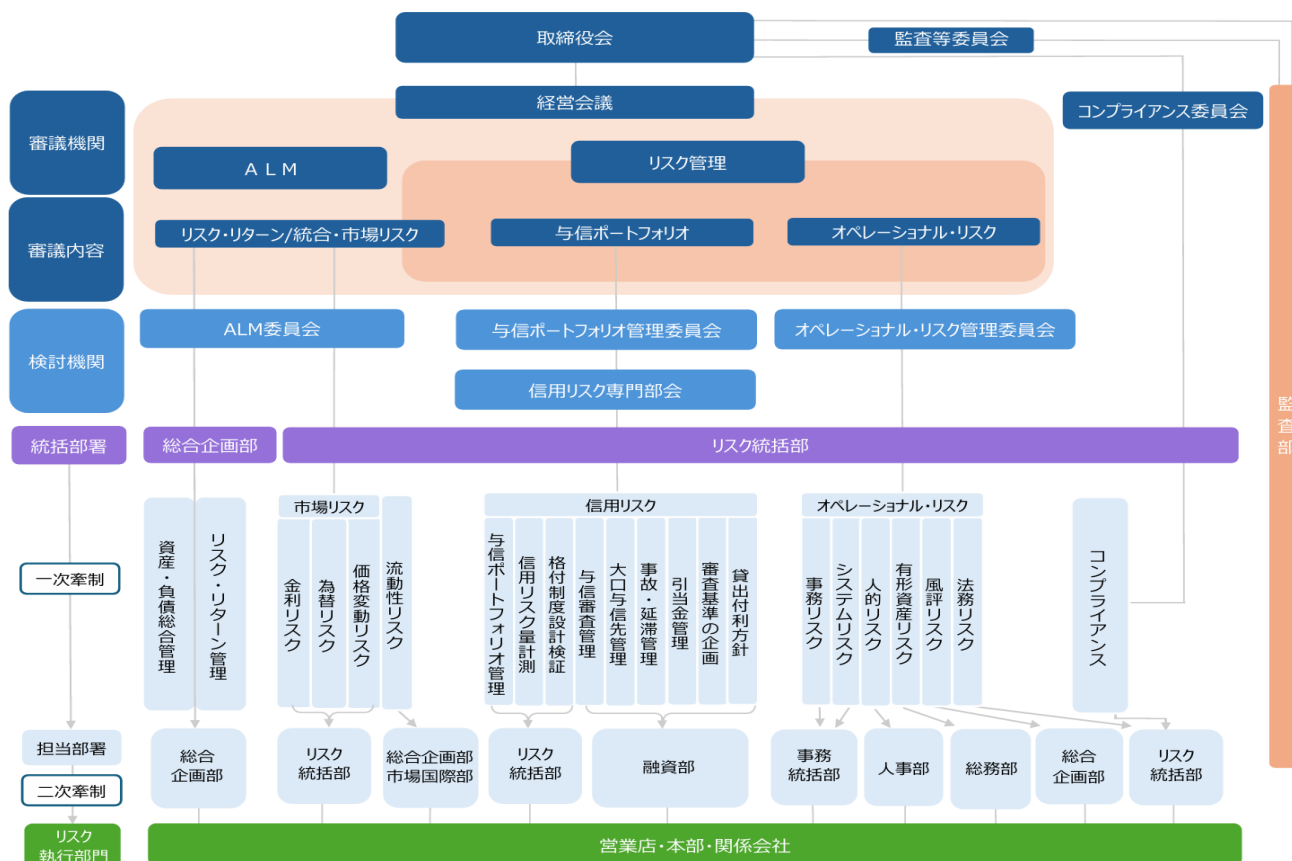 取締役会
監査等委員会
経営会議
コンプライアンス委員会
審議機関
ALM
リスク管理
審議内容
リスク・リターン/統合・市場リスク
与信ポートフォリオ
オペレーショナル・リスク
検討機関
ALM委員会
与信ポートフォリオ管理委員会
オペレーショナル・リスク管理委員会
信用リスク専門部会
監査部
統括部署
総合企画部
リスク統括部
一次牽制
資産・負債総合管理
リスク・リターン管理
市場リスク
金利リスク
為替リスク
価格変動リスク
流動性リスク
信用リスク
与信ポートフォリオ管理
信用リスク量計測
格付制度設計検証
与信審査管理
大口与信先管理
事故・延滞管理
引当金管理
審査基準の企画
貸出付利方針
オペレーショナル・リスク
事務リスク
システムリスク
人的リスク
有形資産リスク
風評リスク
法務リスク
コンプライアンス
担当部署
総合
企画部
リスク
統括部
総合企画部
市場国際部
リスク
統括部
融資部
事務
統括部
人事部
総務部
総合
企画部
リスク
統括部
二次牽制
リスク
執行部門
営業店・本部・関係会社